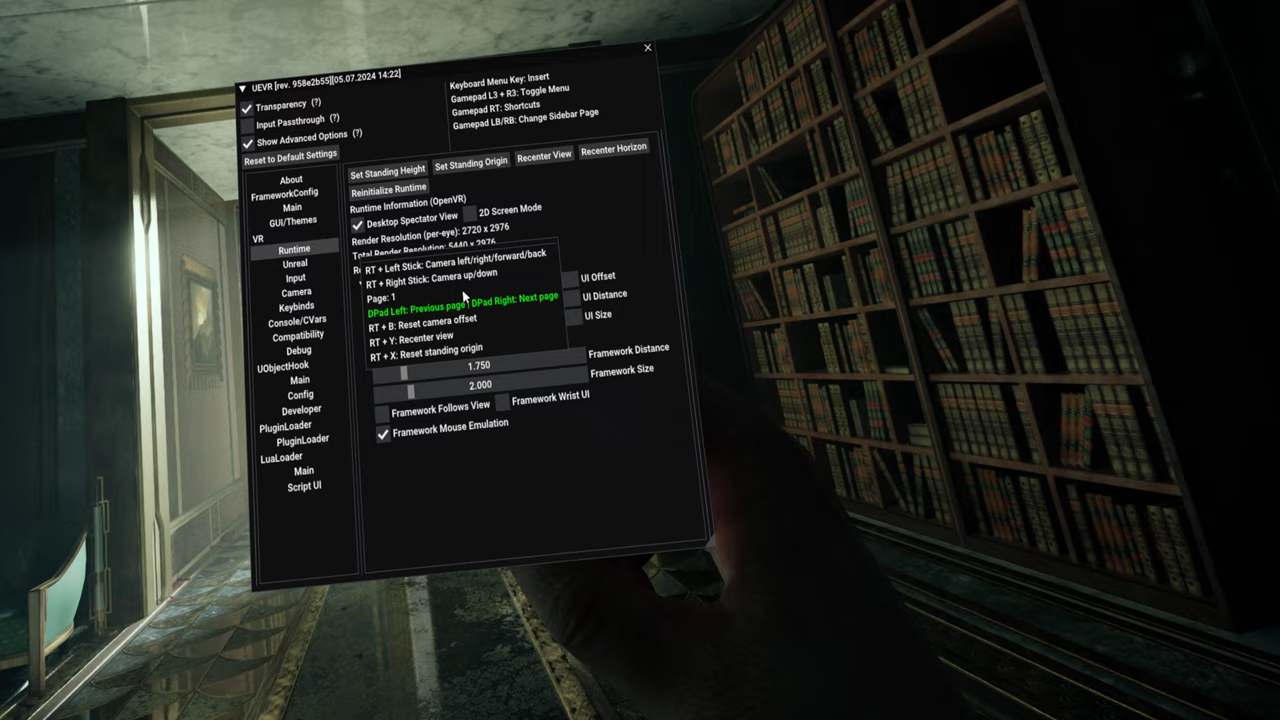 UEVR [rev. 958e2b55][05.07.2024 14:22]
Transparency (?)
Input Passthrough (?)
Show Advanced Options (?)
Reset to Default Settings
Keyboard Menu Key: Insert
Gamepad L3 + R3: Toggle Menu
Gamepad RT: Shortcuts
Gamepad LB/RB: Change Sidebar Page
About
FrameworkConfig
Main
GUI/Themes
VR
Runtime
Unreal
Input
Camera
Keybinds
Console/CVars
Compatibility
Debug
UObjectHook
Main
Config
Developer
PluginLoader
PluginLoader
LuaLoader
Main
Script UI
Set Standing Height Set Standing Origin Recenter View Recenter Horizon
Reinitialize Runtime
Runtime Information (OpenVR)
Desktop Spectator View 2D Screen Mode
Render Resolution (per-eye): 2720 x 2976
Total Render Resolution: 5440 x 2976
RT + Left Stick: Camera left/right/forward/back
RT + Right Stick: Camera up/down
Page: 1
DPad Left: Previous page | DPad Right: Next page
RT + B: Reset camera offset
RT + Y: Recenter view
RT + X: Reset standing origin
UI Offset
UI Distance
UI Size
1.750 Framework Distance
2.000 Framework Size
Framework Follows View Framework Wrist UI
Framework Mouse Emulation